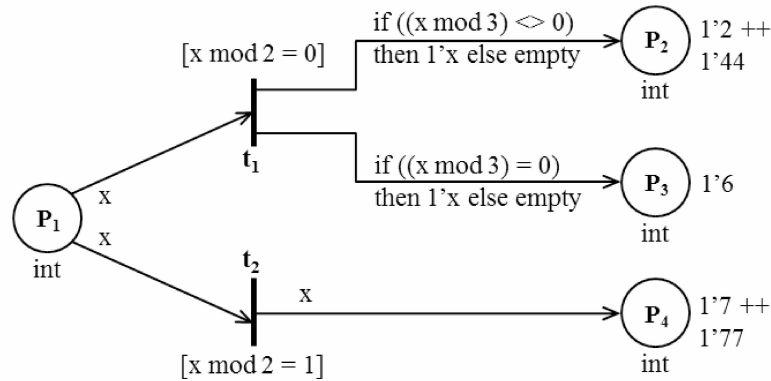 if ((x mod 3) <> 0)
then 1’x else empty
P2
1’2 ++
1’44
int
[x mod 2 = 0]
t1
if ((x mod 3) = 0)
then 1’x else empty
P3
1’6
int
P1
x
x
int
t2
x
P4
1’7 ++
1’77
int
[x mod 2 = 1]